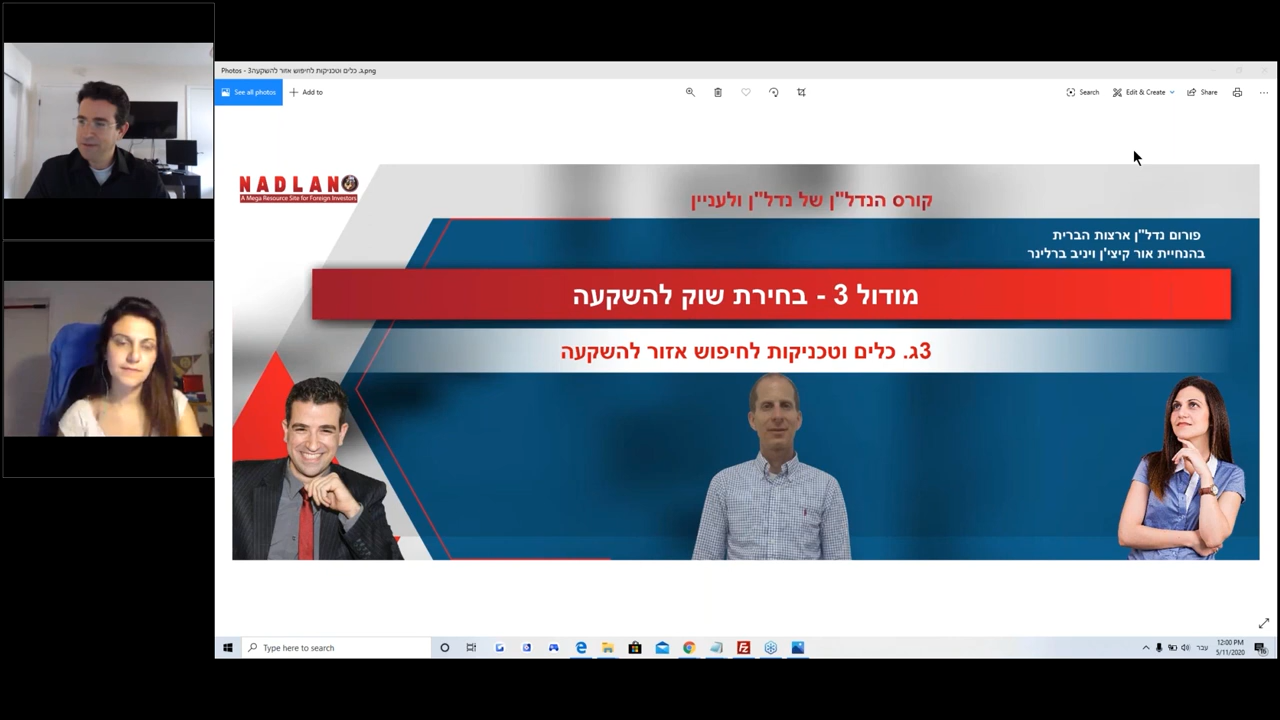 Photos - 3ג. כלים וטכניקות לחיפוש אזור להשקעה.png
See all photos
Add to
Search
Edit & Create
Share
NADLAN
A Mega Resource Site for Foreign Investors
קורס הנדל"ן של נדל"ן ולעניין
פורום נדל"ן ארצות הברית
בהנחיית אור קיצי'ן ויניב ברלינר
מודול 3 - בחירת שוק להשקעה
3ג. כלים וטכניקות לחיפוש אזור להשקעה
Type here to search
עבר
12:00 PM
5/11/2020